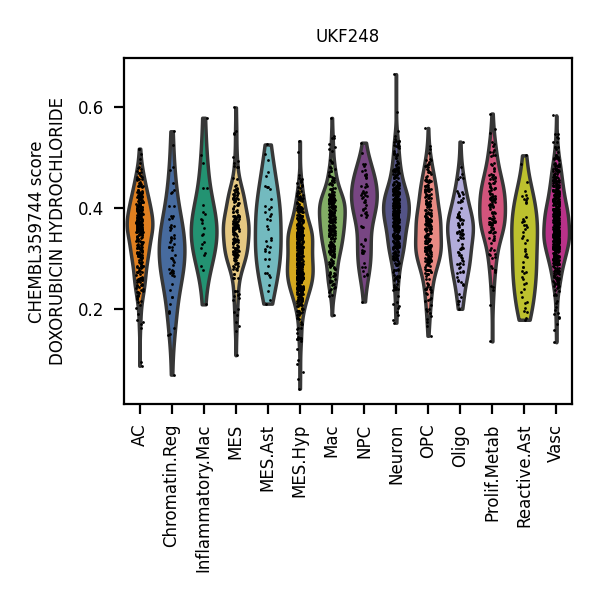 UKF248
CHEMBL359744 score
DOXORUBICIN HYDROCHLORIDE
0.6
0.4
0.2
AC
Chromatin.Reg
Inflammatory.Mac
MES
MES.Ast
MES.Hyp
Mac
NPC
Neuron
OPC
Oligo
Prolif.Metab
Reactive.Ast
Vasc